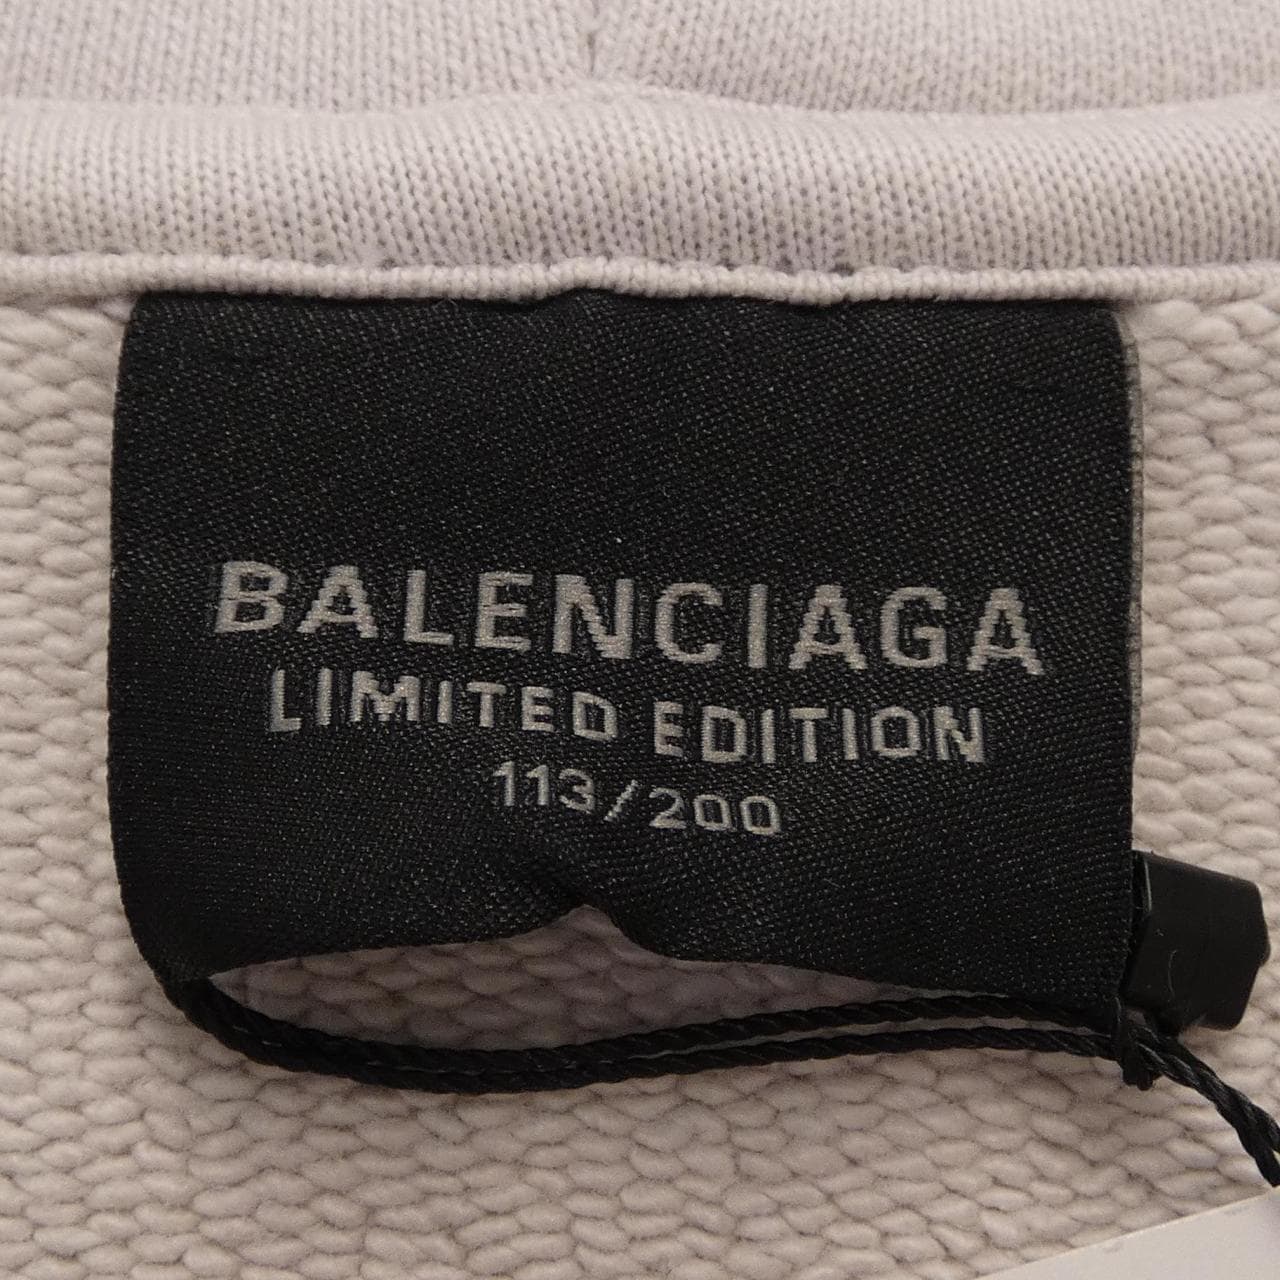 BALENCIAGA
LIMITED EDITION
113/200